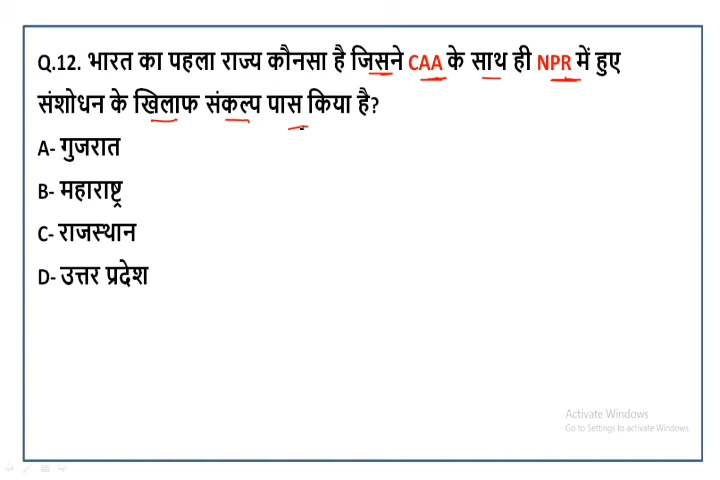 Q.12. भारत का पहला राज्य कौनसा है जिसने CAA के साथ ही NPR में हुए
संशोधन के खिलाफ संकल्प पास किया है?
A- गुजरात
B- महाराष्ट्र
C- राजस्थान
D- उत्तर प्रदेश
Activate Windows
Go to Settings to activate Windows.